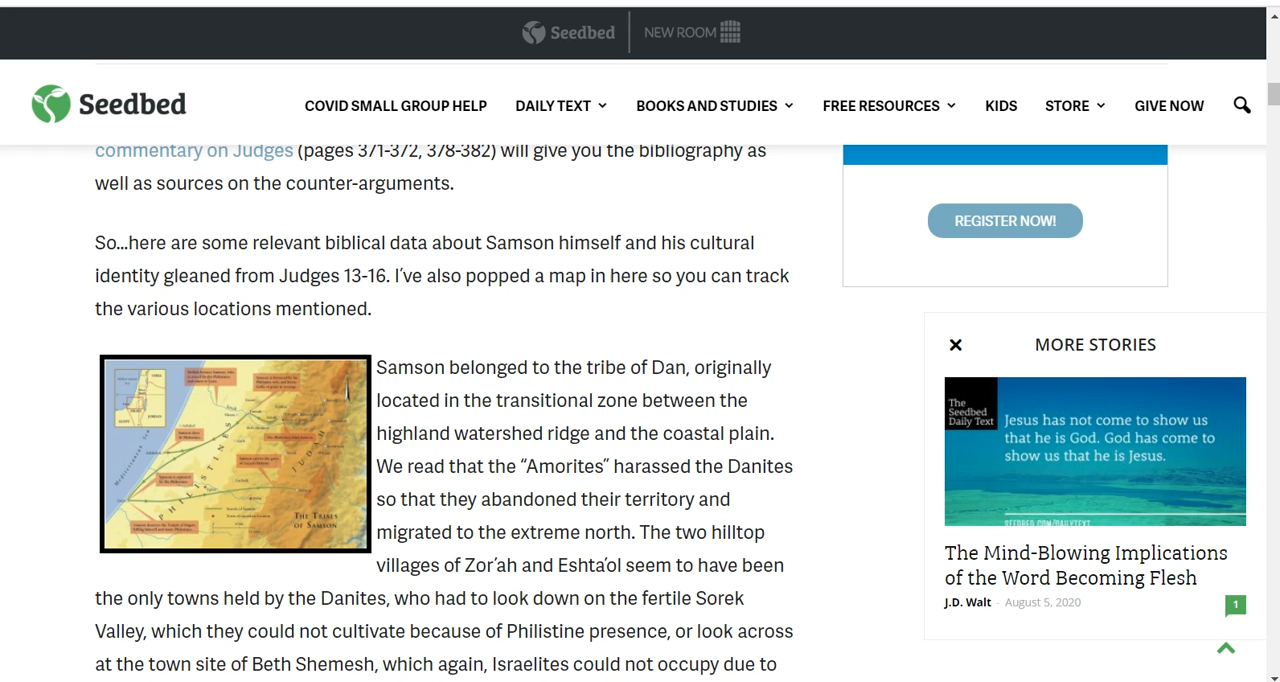 Seedbed
NEW ROOM
Seedbed
COVID SMALL GROUP HELP
DAILY TEXT
BOOKS AND STUDIES
FREE RESOURCES
KIDS
STORE
GIVE NOW
commentary on Judges (pages 371-372, 378-382) will give you the bibliography as
well as sources on the counter-arguments.
So...here are some relevant biblical data about Samson himself and his cultural
identity gleaned from Judges 13-16. I’ve also popped a map in here so you can track
the various locations mentioned.
PHILISTINES
JUDAH
Mediterranean Sea
THE TRIBES
OF SAMSON
Samson belonged to the tribe of Dan, originally
located in the transitional zone between the
highland watershed ridge and the coastal plain.
We read that the “Amorites” harassed the Danites
so that they abandoned their territory and
migrated to the extreme north. The two hilltop
villages of Zor’ah and Eshta’ol seem to have been
the only towns held by the Danites, who had to look down on the fertile Sorek
Valley, which they could not cultivate because of Philistine presence, or look across
at the town site of Beth Shemesh, which again, Israelites could not occupy due to
REGISTER NOW!
MORE STORIES
The
Seedbed
Daily Text
Jesus has not come to show us
that he is God. God has come to
show us that he is Jesus.
SEEDBED.COM/DAILYTEXT
The Mind-Blowing Implications
of the Word Becoming Flesh
J.D. Walt - August 5, 2020
1